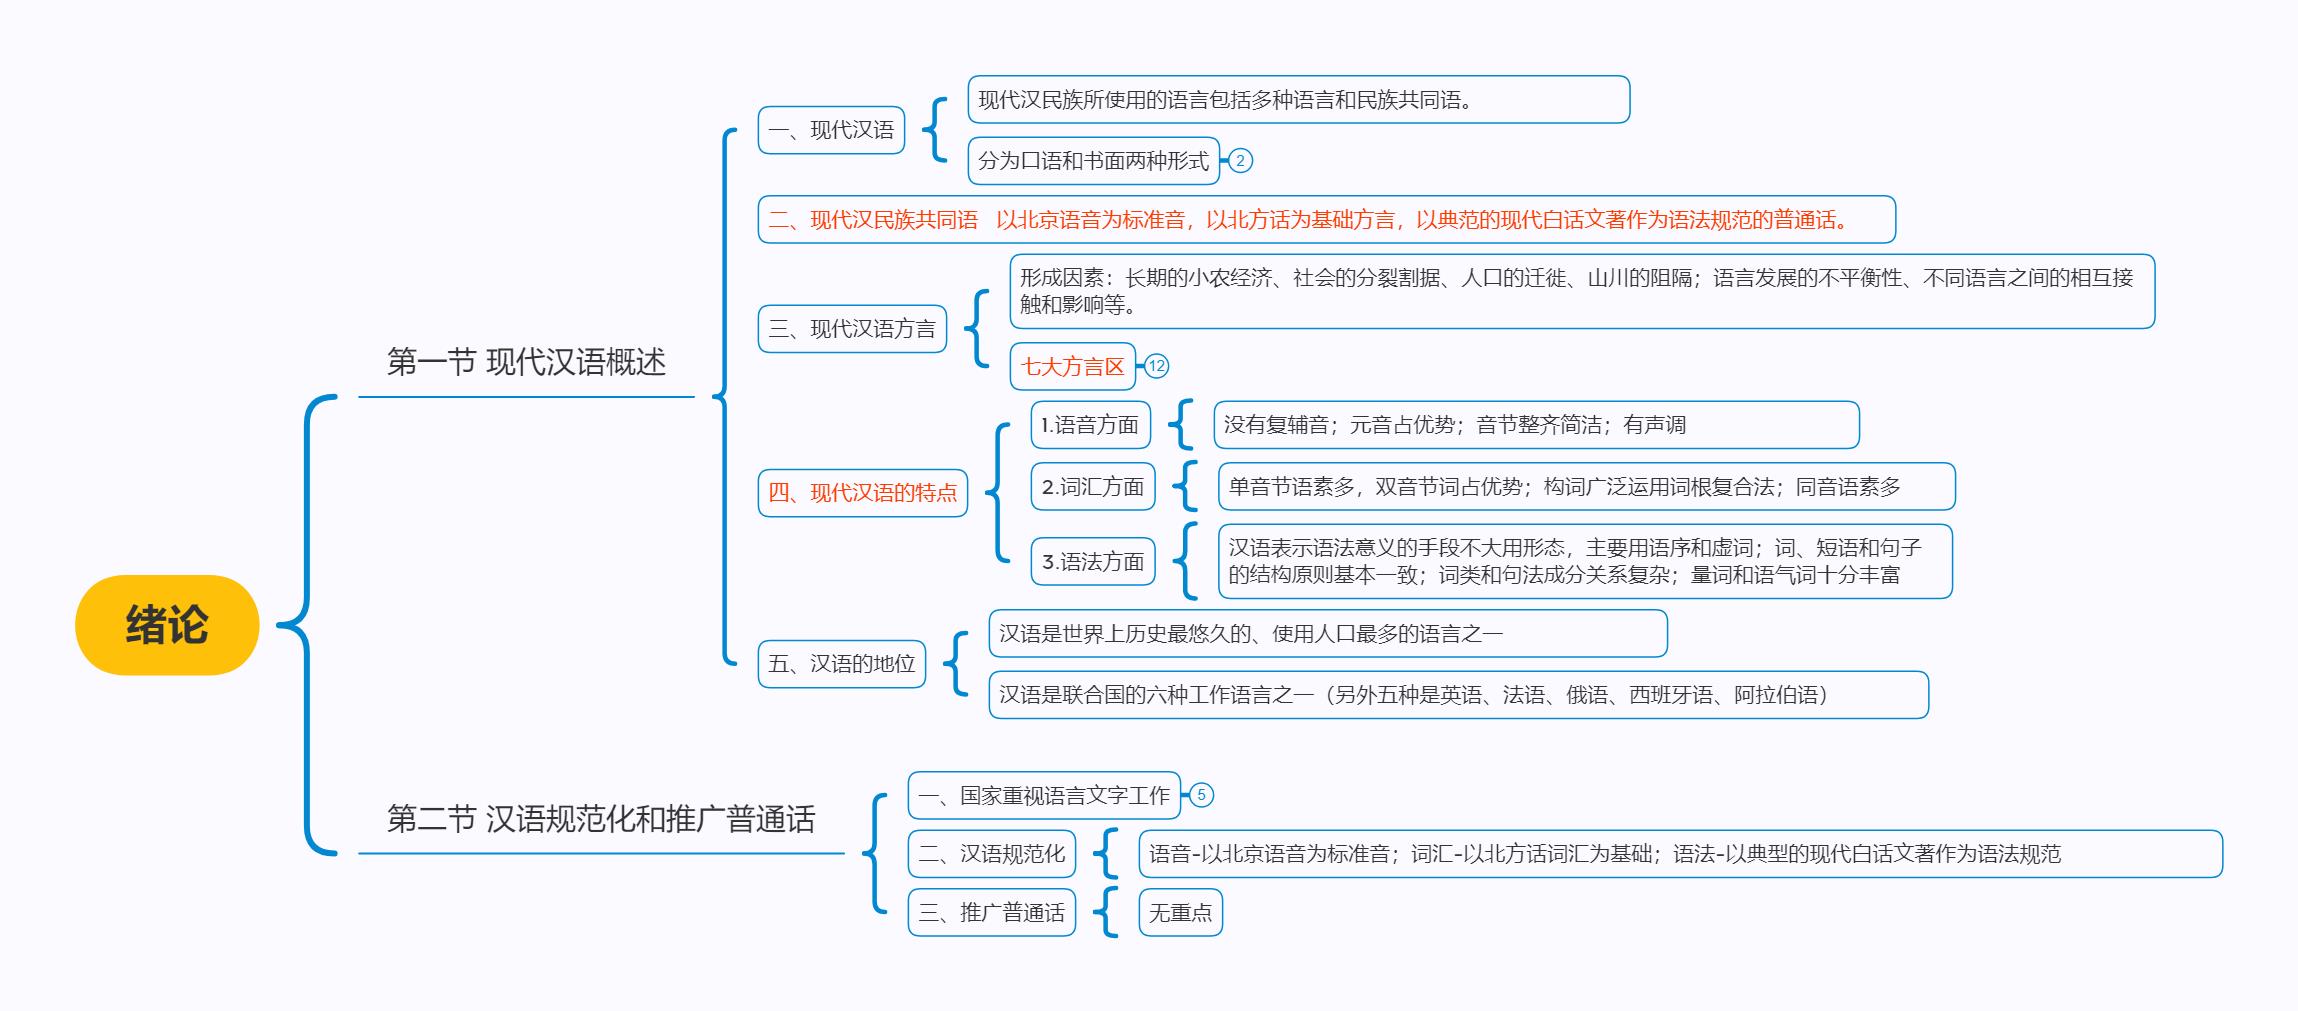 绪论
第一节 现代汉语概述
一、现代汉语
现代汉民族所使用的语言包括多种语言和民族共同语。
分为口语和书面两种形式
2
二、现代汉民族共同语 以北京语音为标准音，以北方话为基础方言，以典范的现代白话文著作为语法规范的普通话。
三、现代汉语方言
形成因素：长期的小农经济、社会的分裂割据、人口的迁徙、山川的阻隔；语言发展的不平衡性、不同语言之间的相互接
触和影响等。
七大方言区
12
四、现代汉语的特点
1.语音方面
没有复辅音；元音占优势；音节整齐简洁；有声调
2.词汇方面
单音节语素多，双音节词占优势；构词广泛运用词根复合法；同音语素多
3.语法方面
汉语表示语法意义的手段不大用形态，主要用语序和虚词；词、短语和句子
的结构原则基本一致；词类和句法成分关系复杂；量词和语气词十分丰富
五、汉语的地位
汉语是世界上历史最悠久的、使用人口最多的语言之一
汉语是联合国的六种工作语言之一（另外五种是英语、法语、俄语、西班牙语、阿拉伯语）
第二节 汉语规范化和推广普通话
一、国家重视语言文字工作
5
二、汉语规范化
语音-以北京语音为标准音；词汇-以北方话词汇为基础；语法-以典型的现代白话文著作为语法规范
三、推广普通话
无重点